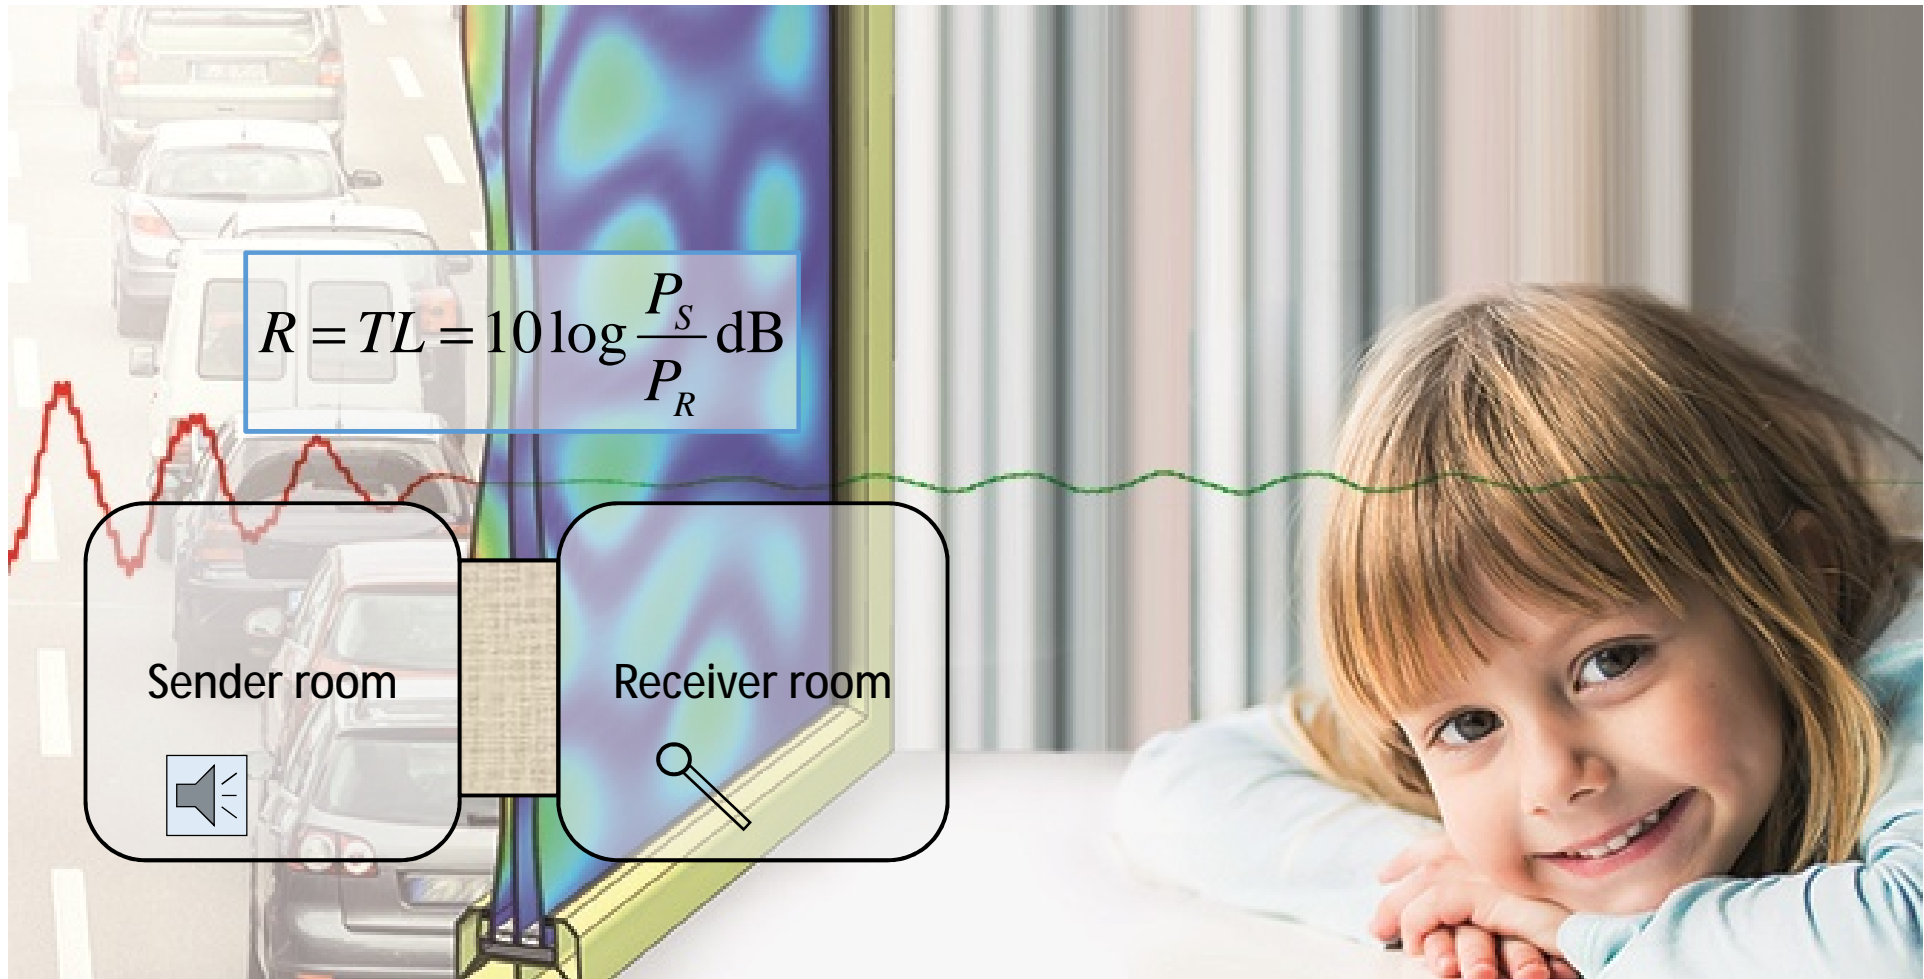 R = TL = 10 log P_S / P_R dB
Sender room
Receiver room